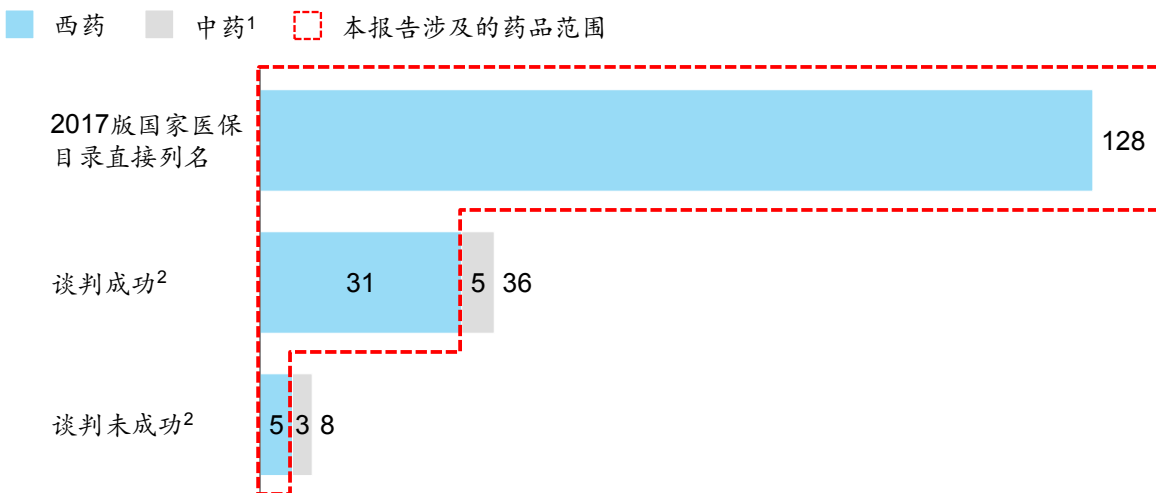 西药 中药1 本报告涉及的药品范围
2017版国家医保
目录直接列名
128
谈判成功2
31 5 36
谈判未成功2
5 3 8